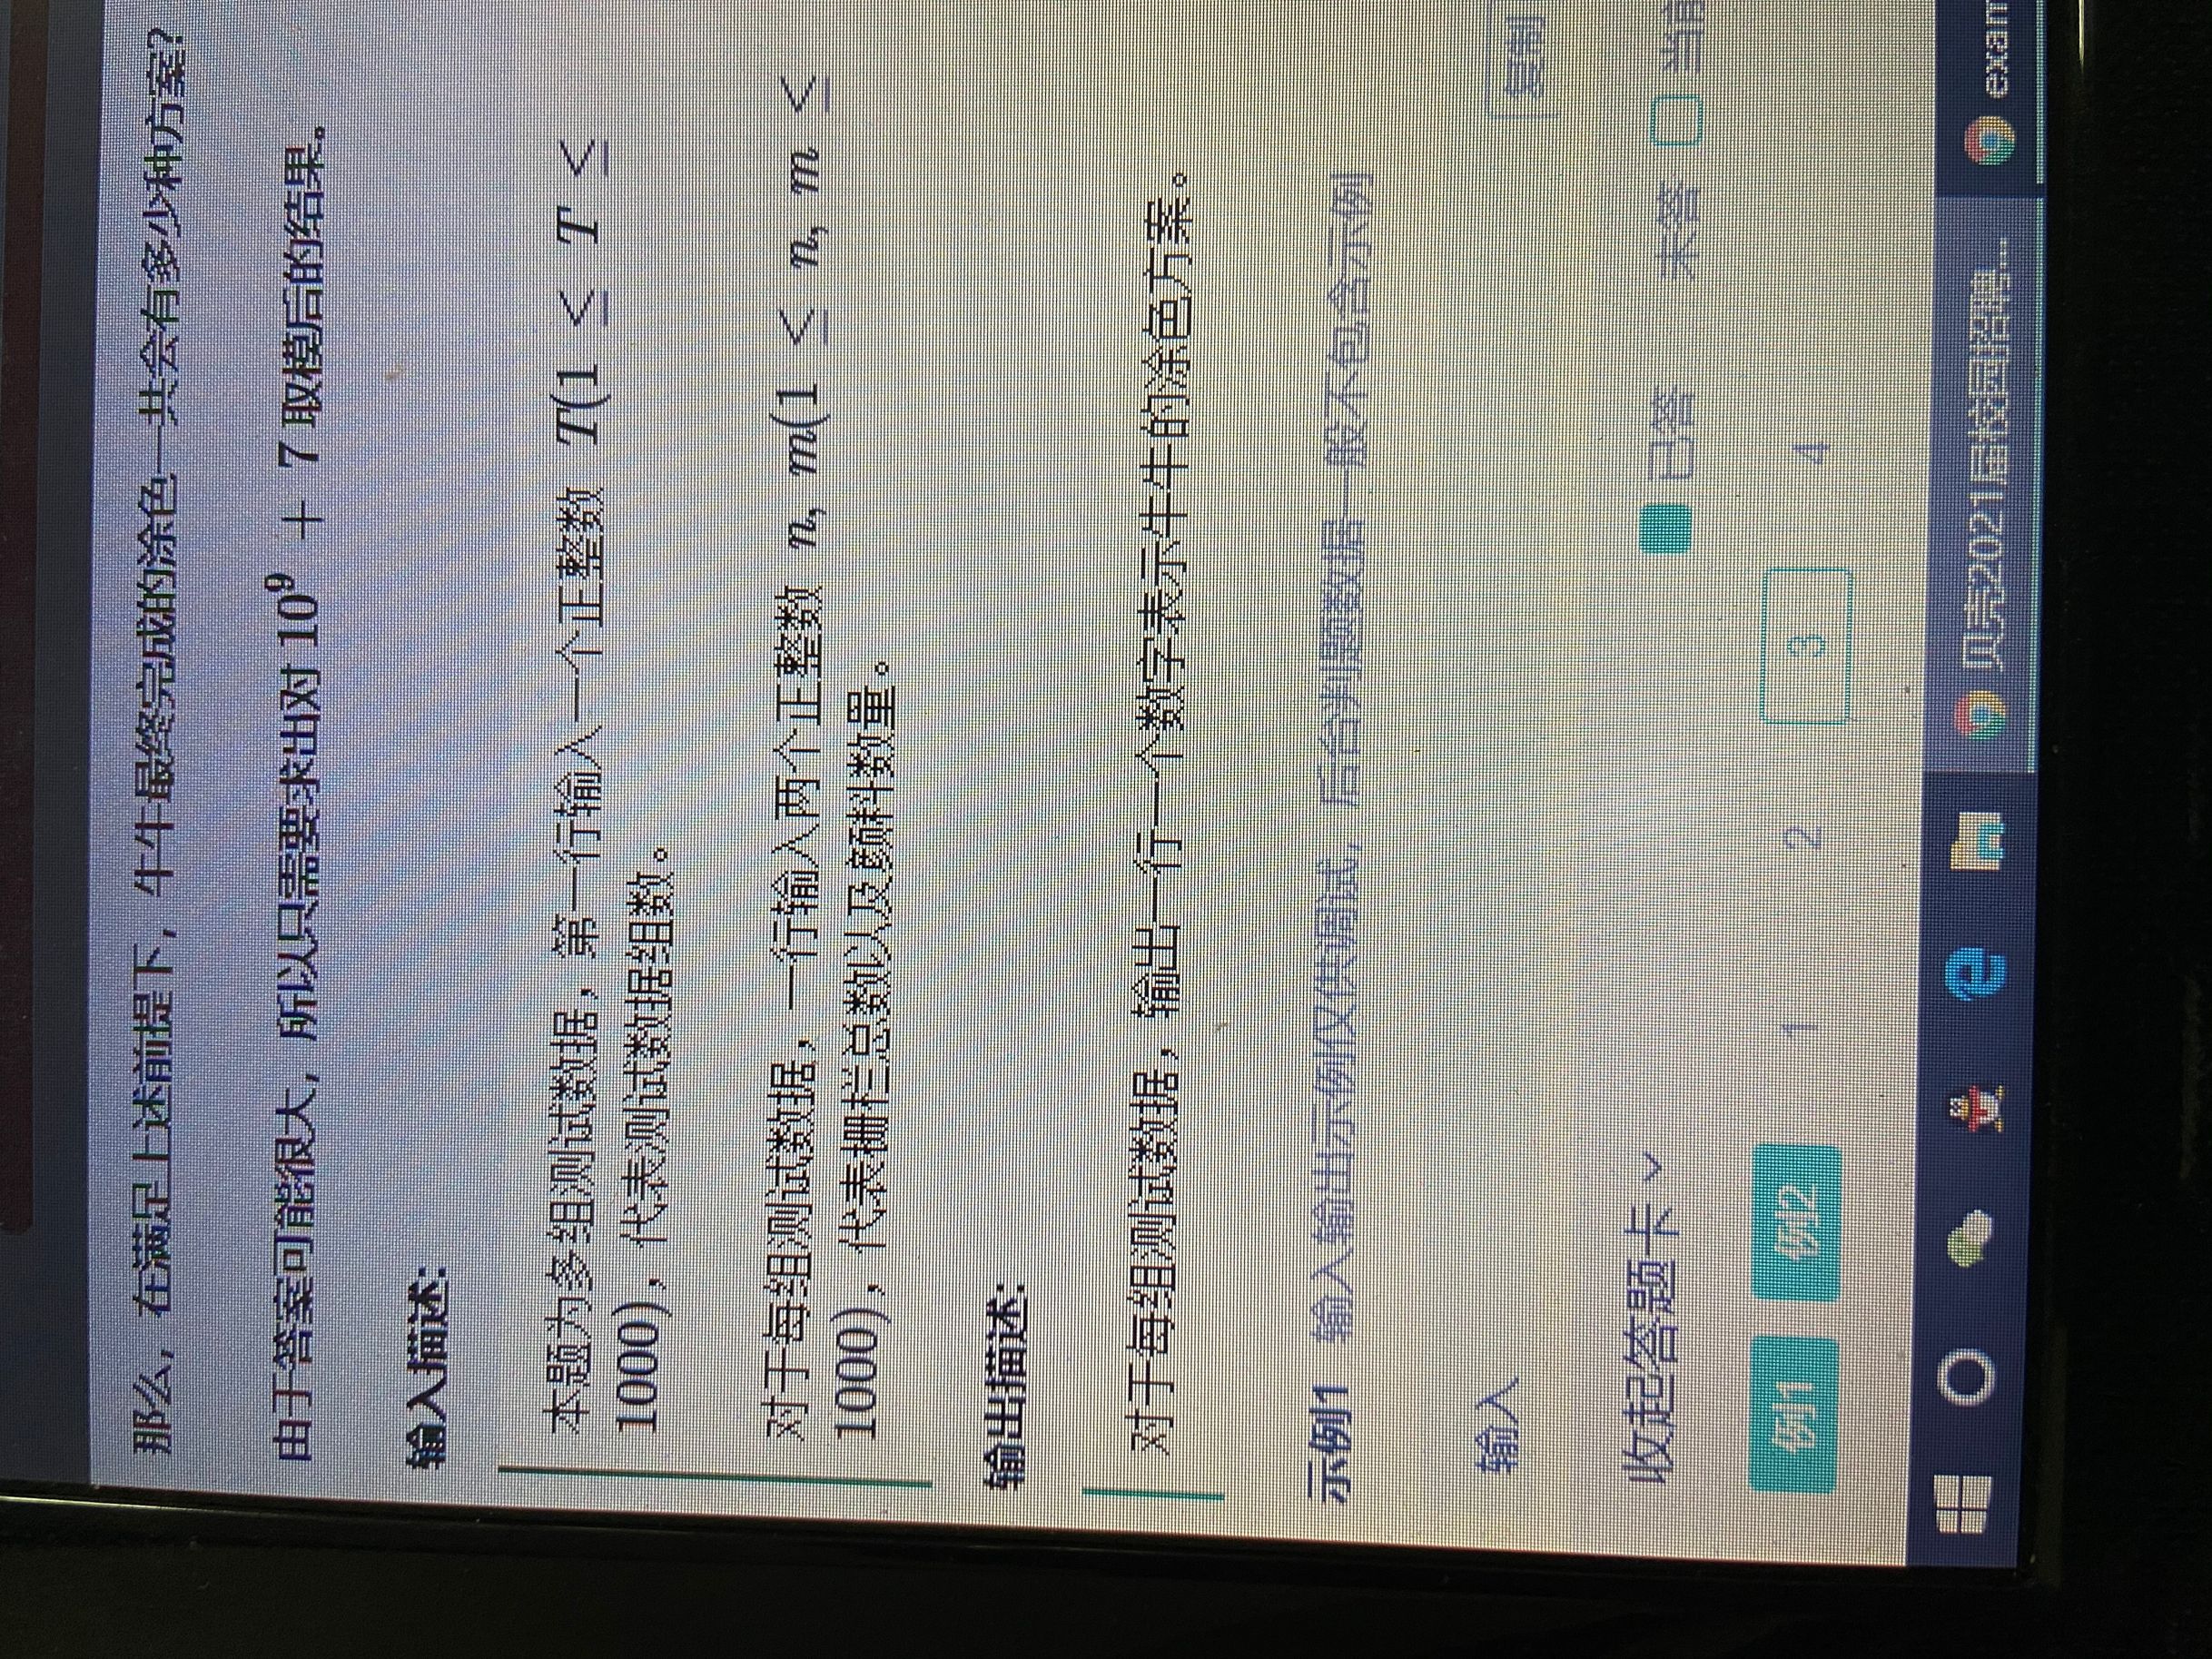 那么，在满足上述前提下，牛牛最终完成的涂色一共会有多少种方案?
由于答案可能很大，所以只需要求出对 10⁹ + 7 取模后的结果。
输入描述:
本题为多组测试数据，第一行输入一个正整数 T(1 ≤ T ≤
1000)，代表测试数据组数。
对于每组测试数据，一行输入两个正整数 n, m(1 ≤ n, m ≤
1000)，代表栅栏总数以及颜料数量。
输出描述:
对于每组测试数据，输出一行一个数字表示牛牛的涂色方案。
示例1 输入输出示例仅供调试，后台判题数据一般不包含示例
输入
复制
收起答题卡
已答 未答 当前
例1 例2 1 2 3 4
贝壳2021届校园招聘... exam